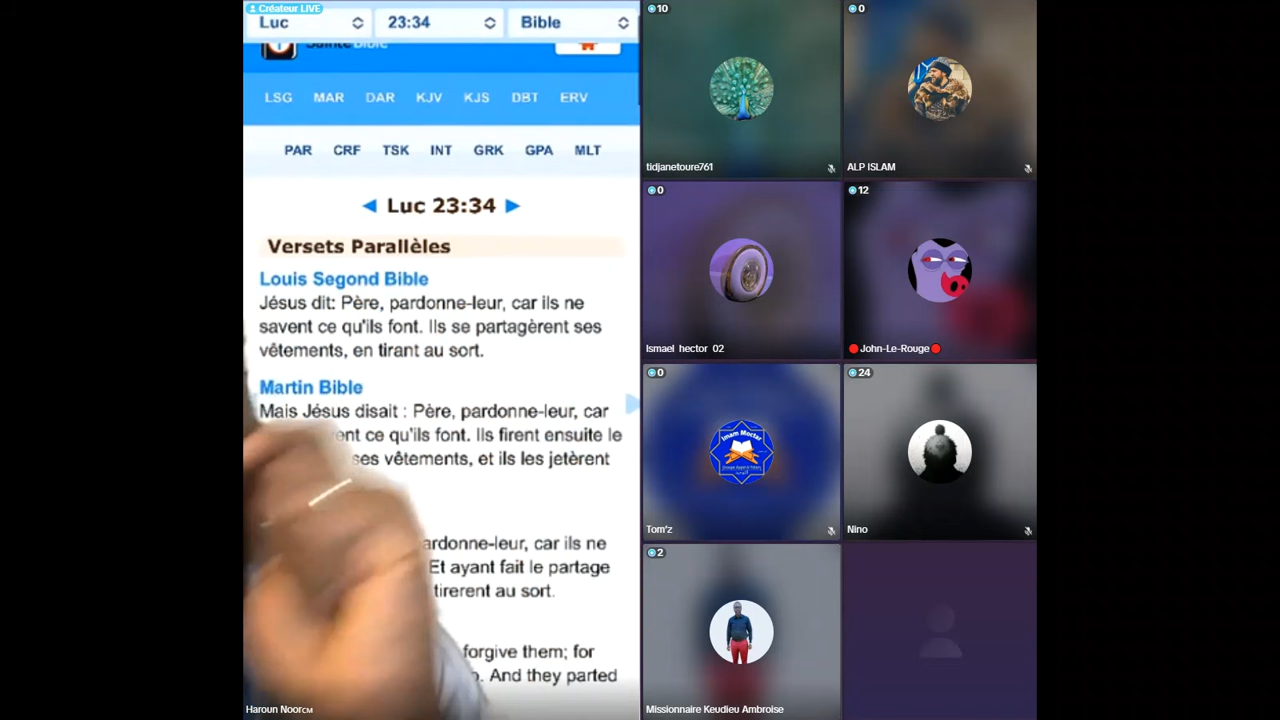 Créateur LIVE
Luc
23:34
Bible
Sainte Bible
LSG MAR DAR KJV KJS DBT ERV
PAR CRF TSK INT GRK GPA MLT
Luc 23:34
Versets Parallèles
Louis Segond Bible
Jésus dit: Père, pardonne-leur, car ils ne
savent ce qu'ils font. Ils se partagèrent ses
vêtements, en tirant au sort.
Martin Bible
Mais Jésus disait : Père, pardonne-leur, car
ce qu'ils font. Ils firent ensuite le
ses vêtements, et ils les jetèrent
ardonne-leur, car ils ne
Et ayant fait le partage
tirerent au sort.
forgive them; for
And they parted
Haroun NoorCM
10
tidjanetoure761
0
ALP ISLAM
0
Ismael hector 02
12
John-Le-Rouge
0
Imam Moctar
Tom'z
24
Nino
2
Missionnaire Keudieu Ambroise